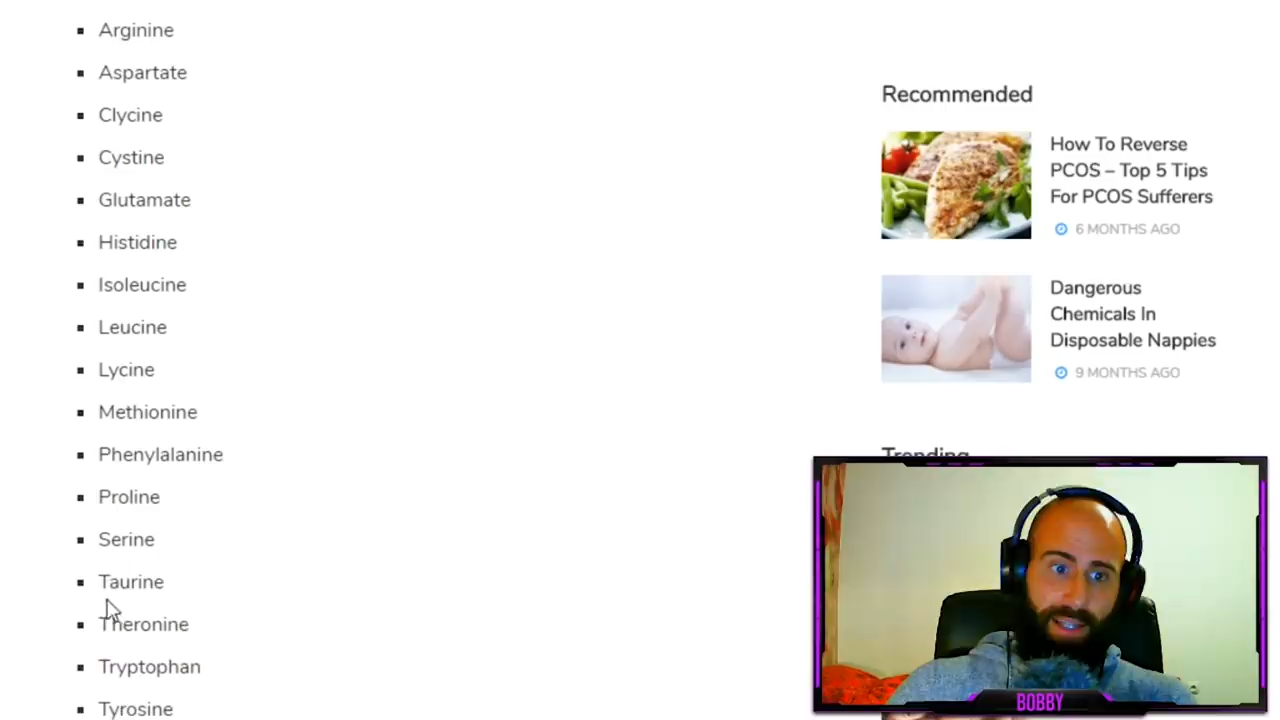 Arginine
Aspartate
Clycine
Cystine
Glutamate
Histidine
Isoleucine
Leucine
Lycine
Methionine
Phenylalanine
Proline
Serine
Taurine
Theronine
Tryptophan
Tyrosine
Recommended
How To Reverse
PCOS – Top 5 Tips
For PCOS Sufferers
6 MONTHS AGO
Dangerous
Chemicals In
Disposable Nappies
9 MONTHS AGO
Trending
BOBBY